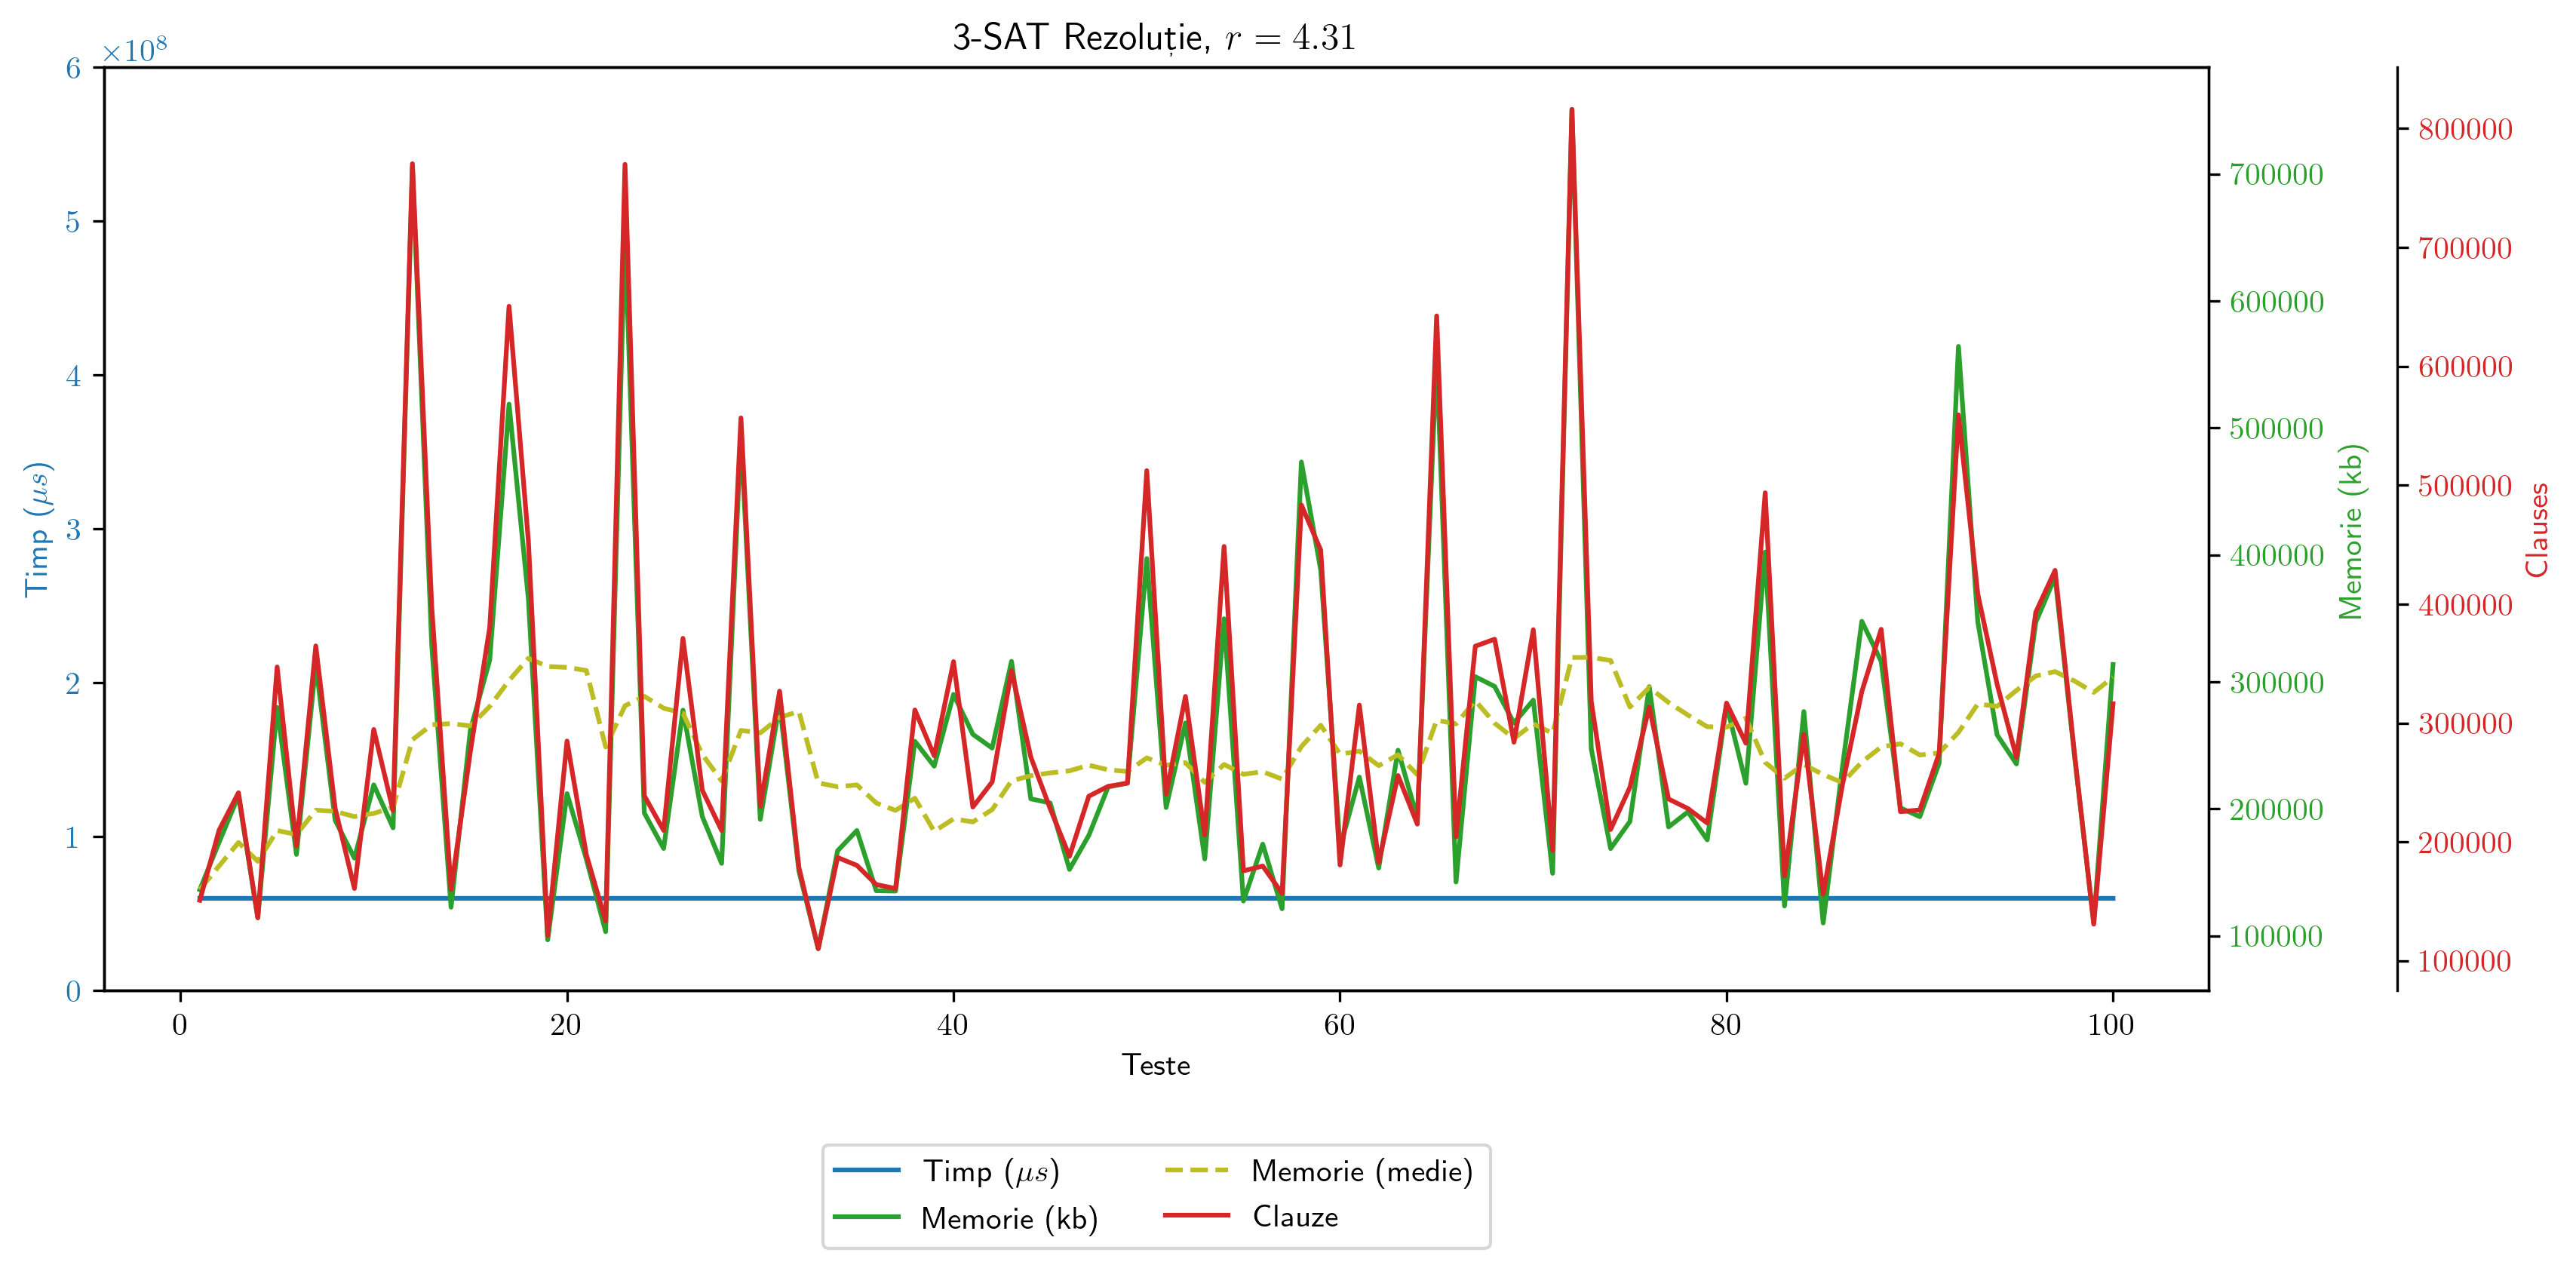 3-SAT Rezoluție, r = 4.31
×10⁸
6
5
4
3
2
1
0
Timp (μs)
0 20 40 60 80 100
Teste
700000
600000
500000
400000
300000
200000
100000
Memorie (kb)
800000
700000
600000
500000
400000
300000
200000
100000
Clauses
Timp (μs)
Memorie (kb)
Memorie (medie)
Clauze